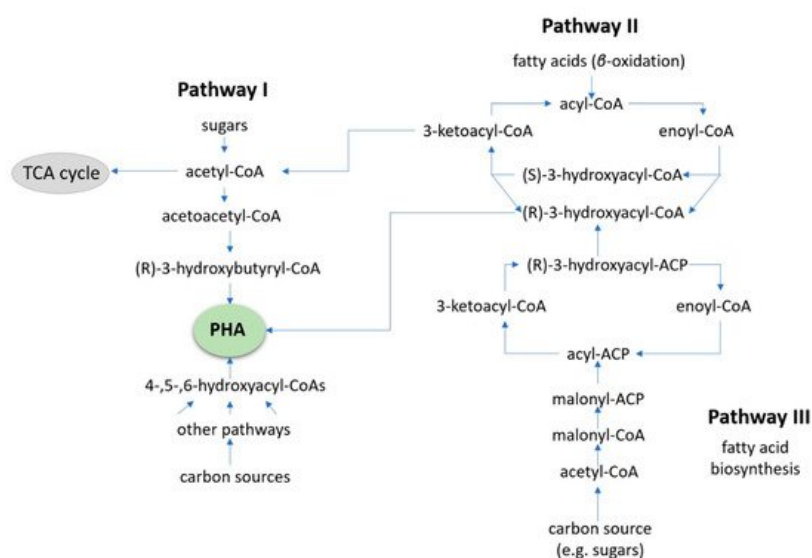 Pathway I
sugars
TCA cycle
acetyl-CoA
acetoacetyl-CoA
(R)-3-hydroxybutyryl-CoA
PHA
4-,5-,6-hydroxyacyl-CoAs
other pathways
carbon sources
Pathway II
fatty acids (β-oxidation)
acyl-CoA
3-ketoacyl-CoA
enoyl-CoA
(S)-3-hydroxyacyl-CoA
(R)-3-hydroxyacyl-CoA
(R)-3-hydroxyacyl-ACP
3-ketoacyl-CoA
enoyl-CoA
acyl-ACP
malonyl-ACP
malonyl-CoA
acetyl-CoA
carbon source
(e.g. sugars)
Pathway III
fatty acid
biosynthesis